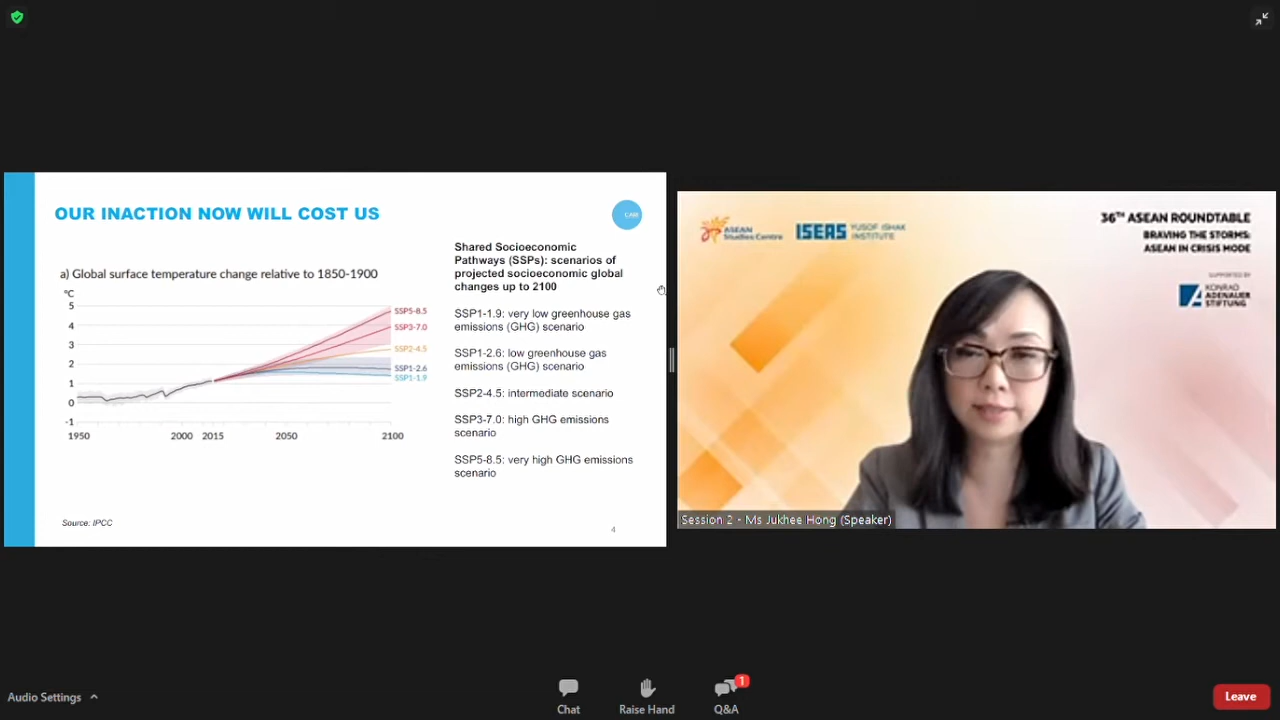 OUR INACTION NOW WILL COST US
CARI
a) Global surface temperature change relative to 1850-1900
°C
5
4
3
2
1
0
-1
1950
2000
2015
2050
2100
SSP5-8.5
SSP3-7.0
SSP2-4.5
SSP1-2.6
SSP1-1.9
Shared Socioeconomic
Pathways (SSPs): scenarios of
projected socioeconomic global
changes up to 2100
SSP1-1.9: very low greenhouse gas
emissions (GHG) scenario
SSP1-2.6: low greenhouse gas
emissions (GHG) scenario
SSP2-4.5: intermediate scenario
SSP3-7.0: high GHG emissions
scenario
SSP5-8.5: very high GHG emissions
scenario
Source: IPCC
4
ASEAN
Studies Centre
ISEAS YUSOF ISHAK
INSTITUTE
36TH ASEAN ROUNDTABLE
BRAVING THE STORMS:
ASEAN IN CRISIS MODE
SUPPORTED BY
KONRAD
ADENAUER
STIFTUNG
Session 2 - Ms Jukhee Hong (Speaker)
Audio Settings
Chat
Raise Hand
Q&A
1
Leave